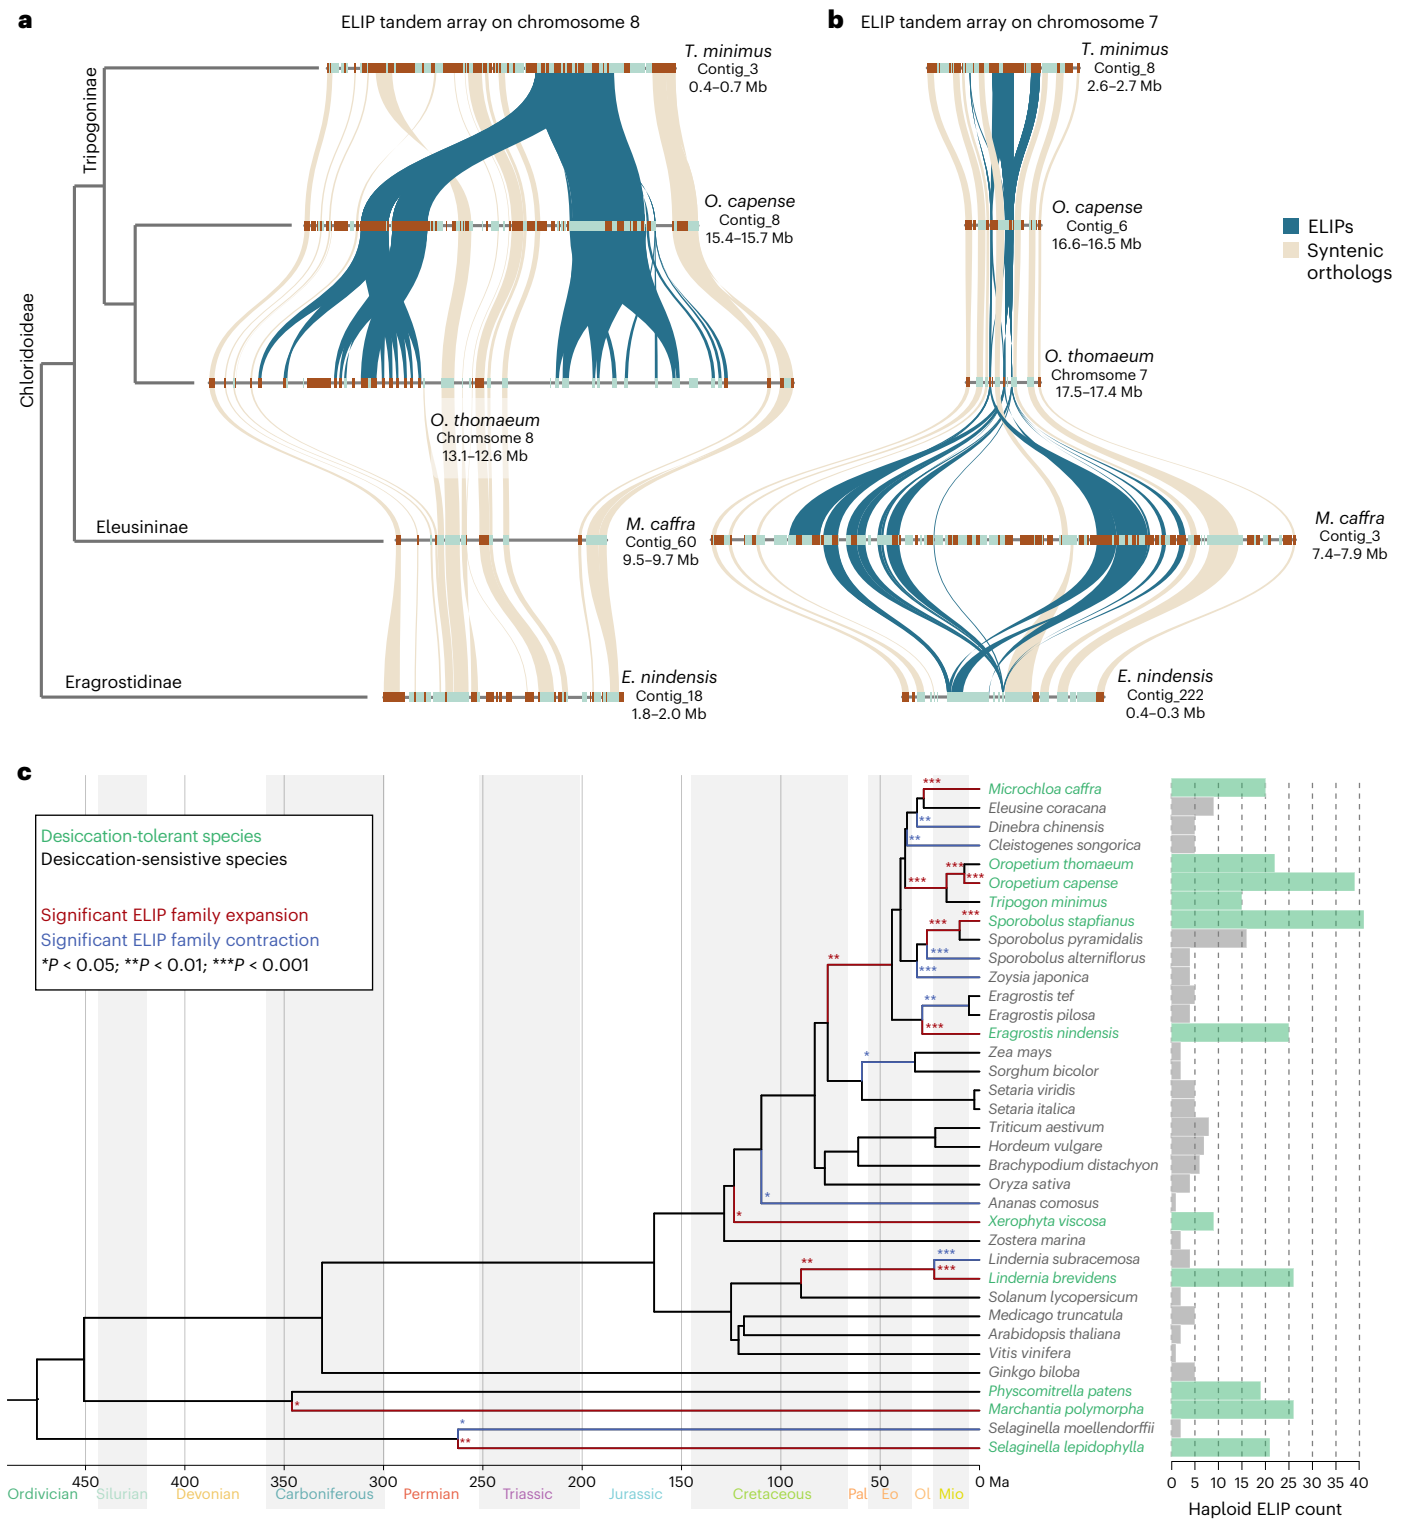 a
ELIP tandem array on chromosome 8
T. minimus
Contig_3
0.4–0.7 Mb
Tripogoninae
O. capense
Contig_8
15.4–15.7 Mb
Chloridoideae
O. thomaeum
Chromsome 8
13.1–12.6 Mb
Eleusininae
M. caffra
Contig_60
9.5–9.7 Mb
Eragrostidinae
E. nindensis
Contig_18
1.8–2.0 Mb
b
ELIP tandem array on chromosome 7
T. minimus
Contig_8
2.6–2.7 Mb
O. capense
Contig_6
16.6–16.5 Mb
ELIPs
Syntenic
orthologs
O. thomaeum
Chromsome 7
17.5–17.4 Mb
M. caffra
Contig_3
7.4–7.9 Mb
E. nindensis
Contig_222
0.4–0.3 Mb
c
Desiccation-tolerant species
Desiccation-sensistive species
Significant ELIP family expansion
Significant ELIP family contraction
*P < 0.05; **P < 0.01; ***P < 0.001
*** Microchloa caffra
Eleusine coracana
** Dinebra chinensis
** Cleistogenes songorica
*** Oropetium thomaeum
*** *** Oropetium capense
Tripogon minimus
*** Sporobolus stapfianus
*** Sporobolus pyramidalis
*** Sporobolus alterniflorus
** *** Zoysia japonica
** Eragrostis tef
Eragrostis pilosa
*** Eragrostis nindensis
* Zea mays
Sorghum bicolor
Setaria viridis
Setaria italica
Triticum aestivum
Hordeum vulgare
Brachypodium distachyon
Oryza sativa
* Ananas comosus
* Xerophyta viscosa
Zostera marina
*** Lindernia subracemosa
** *** Lindernia brevidens
Solanum lycopersicum
Medicago truncatula
Arabidopsis thaliana
Vitis vinifera
Ginkgo biloba
Physcomitrella patens
* Marchantia polymorpha
* Selaginella moellendorffii
** Selaginella lepidophylla
450 400 350 300 250 200 150 100 50 0 Ma
Ordivician Silurian Devonian Carboniferous Permian Triassic Jurassic Cretaceous Pal Eo Ol Mio
0 5 10 15 20 25 30 35 40
Haploid ELIP count